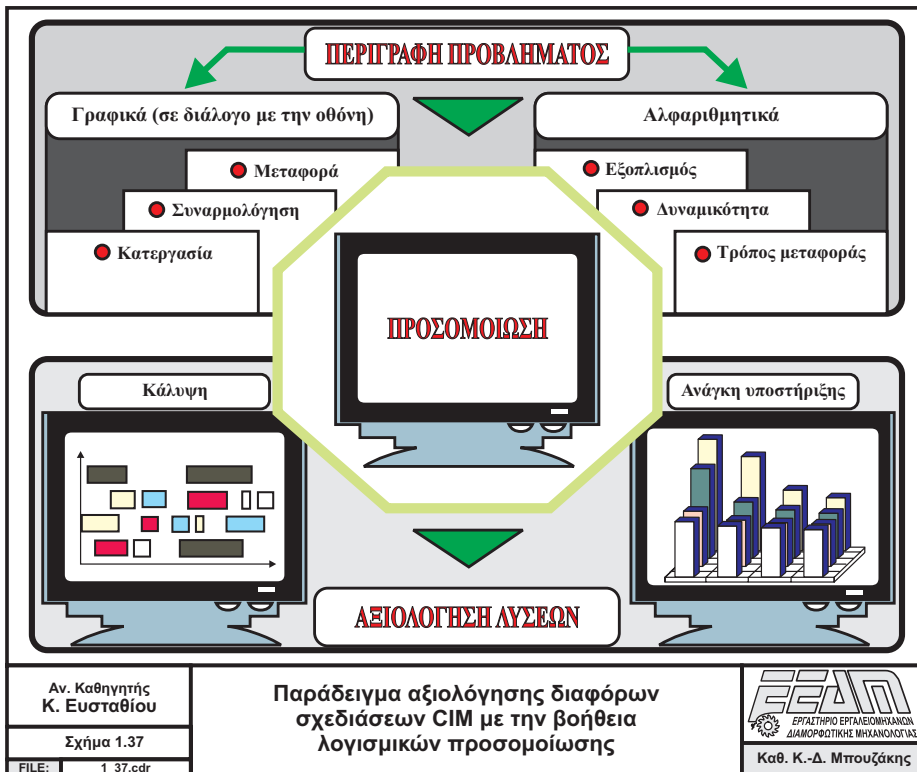 ΠΕΡΙΓΡΑΦΗ ΠΡΟΒΛΗΜΑΤΟΣ
Γραφικά (σε διάλογο με την οθόνη)
Αλφαριθμητικά
Μεταφορά
Συναρμολόγηση
Κατεργασία
Εξοπλισμός
Δυναμικότητα
Τρόπος μεταφοράς
ΠΡΟΣΟΜΟΙΩΣΗ
Κάλυψη
Ανάγκη υποστήριξης
ΑΞΙΟΛΟΓΗΣΗ ΛΥΣΕΩΝ
Αν. Καθηγητής
Κ. Ευσταθίου
Σχήμα 1.37
FILE: 1_37.cdr
Παράδειγμα αξιολόγησης διαφόρων
σχεδιάσεων CIM με την βοήθεια
λογισμικών προσομοίωσης
ΕΕΔΜ
ΕΡΓΑΣΤΗΡΙΟ ΕΡΓΑΛΕΙΟΜΗΧΑΝΩΝ
ΔΙΑΜΟΡΦΩΤΙΚΗΣ ΜΗΧΑΝΟΛΟΓΙΑΣ
Καθ. Κ.-Δ. Μπουζάκης